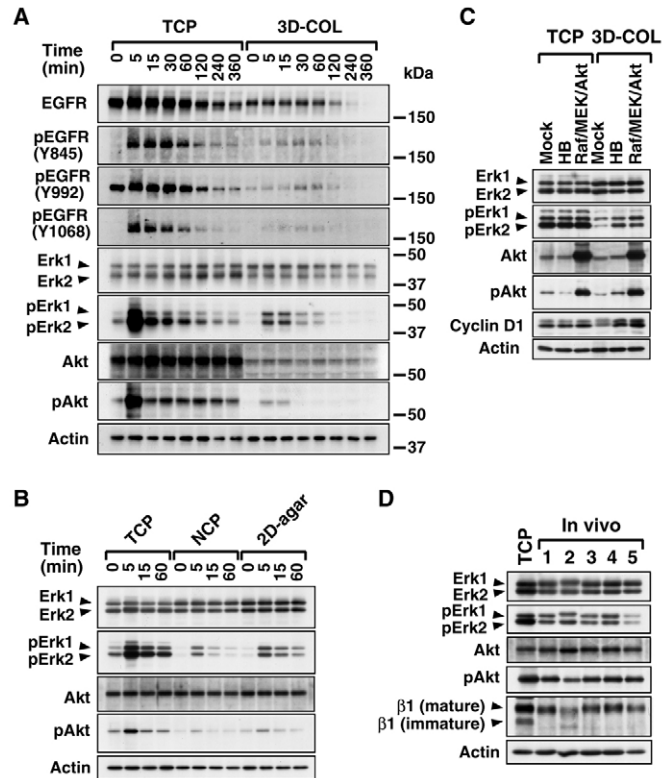 A
TCP 3D-COL
Time (min)
0 5 15 30 60 120 240 360 0 5 15 30 60 120 240 360
kDa
EGFR
150
pEGFR (Y845)
150
pEGFR (Y992)
150
pEGFR (Y1068)
150
Erk1
50
Erk2
37
pErk1
50
pErk2
37
Akt
50
pAkt
50
Actin
37
B
TCP NCP 2D-agar
Time (min)
0 5 15 60 0 5 15 60 0 5 15 60
Erk1
Erk2
pErk1
pErk2
Akt
pAkt
Actin
C
TCP 3D-COL
Mock HB Raf/MEK/Akt Mock HB Raf/MEK/Akt
Erk1
Erk2
pErk1
pErk2
Akt
pAkt
Cyclin D1
Actin
D
In vivo
TCP 1 2 3 4 5
Erk1
Erk2
pErk1
pErk2
Akt
pAkt
β1 (mature)
β1 (immature)
Actin